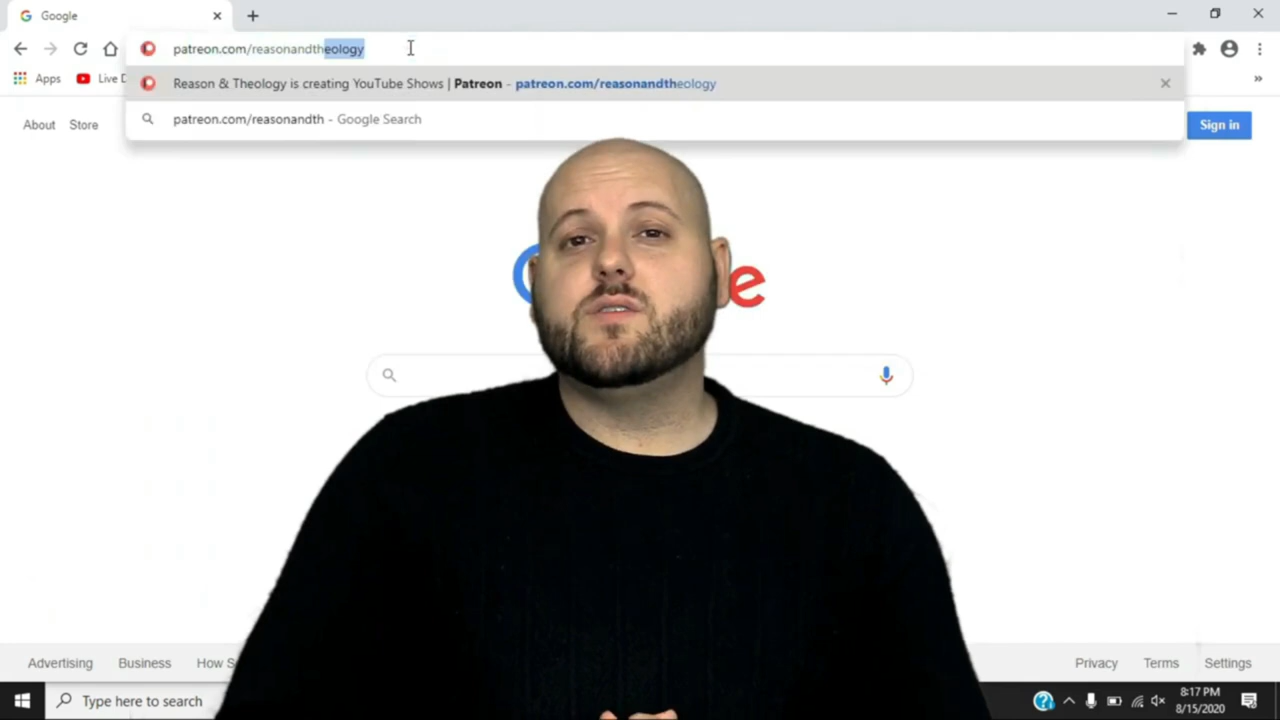 Google
patreon.com/reasonandtheology
Apps Live D
Reason & Theology is creating YouTube Shows | Patreon - patreon.com/reasonandtheology
patreon.com/reasonandth - Google Search
About Store
Sign in
e
Advertising Business How S
Privacy Terms Settings
Type here to search
8:17 PM
8/15/2020